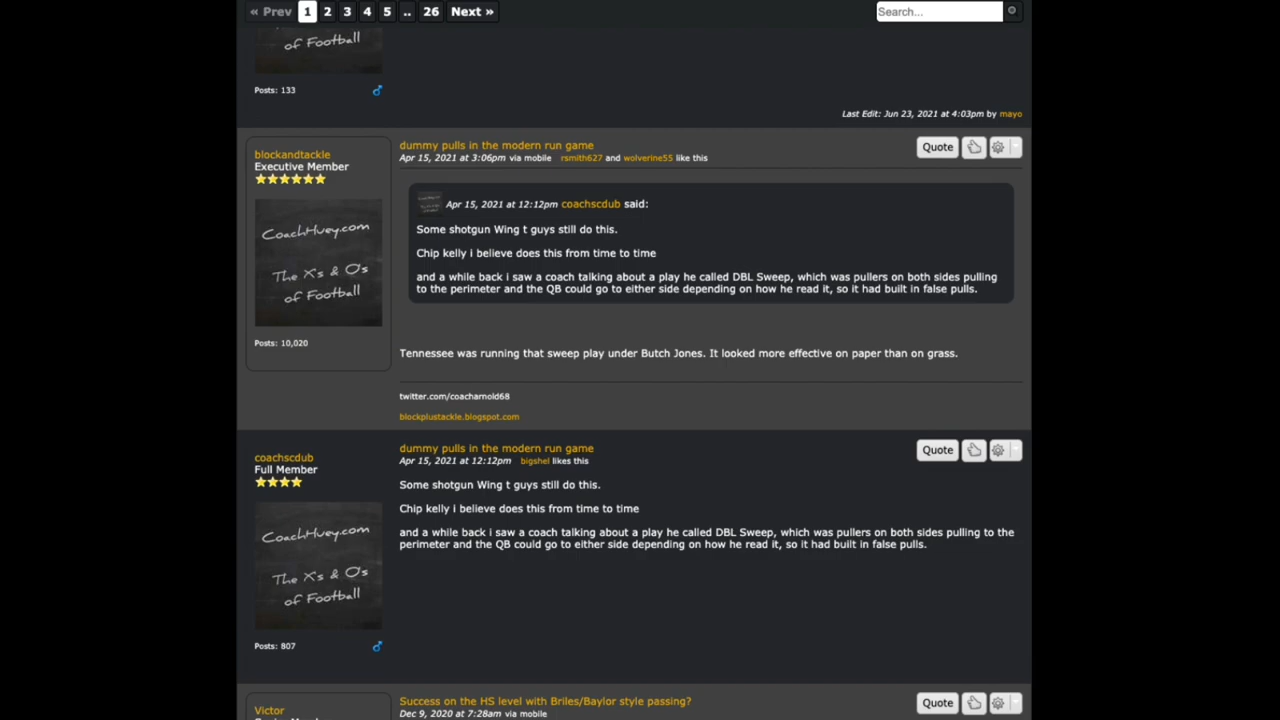 « Prev 1 2 3 4 5 .. 26 Next »
Search...
of Football
Posts: 133
Last Edit: Jun 23, 2021 at 4:03pm by mayo
blockandtackle
Executive Member
CoachHuey.com
The X's & O's
of Football
Posts: 10,020
dummy pulls in the modern run game
Apr 15, 2021 at 3:06pm via mobile rsmith627 and wolverine55 like this
Quote
Apr 15, 2021 at 12:12pm coachscdub said:
Some shotgun Wing t guys still do this.
Chip kelly i believe does this from time to time
and a while back i saw a coach talking about a play he called DBL Sweep, which was pullers on both sides pulling
to the perimeter and the QB could go to either side depending on how he read it, so it had built in false pulls.
Tennessee was running that sweep play under Butch Jones. It looked more effective on paper than on grass.
twitter.com/coacharnold68
blockplustackle.blogspot.com
coachscdub
Full Member
CoachHuey.com
The X's & O's
of Football
Posts: 807
dummy pulls in the modern run game
Apr 15, 2021 at 12:12pm bigshel likes this
Quote
Some shotgun Wing t guys still do this.
Chip kelly i believe does this from time to time
and a while back i saw a coach talking about a play he called DBL Sweep, which was pullers on both sides pulling to the
perimeter and the QB could go to either side depending on how he read it, so it had built in false pulls.
Victor
Success on the HS level with Briles/Baylor style passing?
Dec 9, 2020 at 7:28am via mobile
Quote